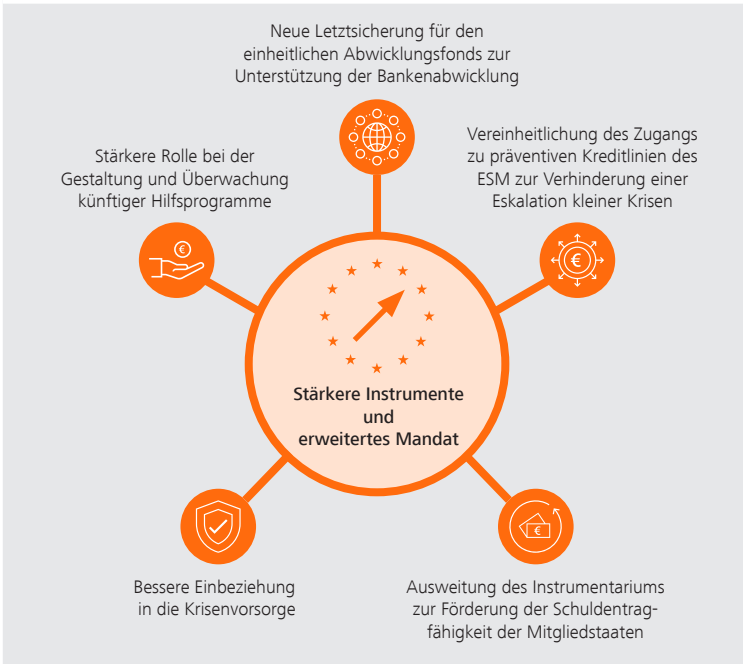 Neue Letztsicherung für den
einheitlichen Abwicklungsfonds zur
Unterstützung der Bankenabwicklung
Stärkere Rolle bei der
Gestaltung und Überwachung
künftiger Hilfsprogramme
Vereinheitlichung des Zugangs
zu präventiven Kreditlinien des
ESM zur Verhinderung einer
Eskalation kleiner Krisen
€
€
Stärkere Instrumente
und
erweitertes Mandat
€
Bessere Einbeziehung
in die Krisenvorsorge
Ausweitung des Instrumentariums
zur Förderung der Schuldentrag-
fähigkeit der Mitgliedstaaten